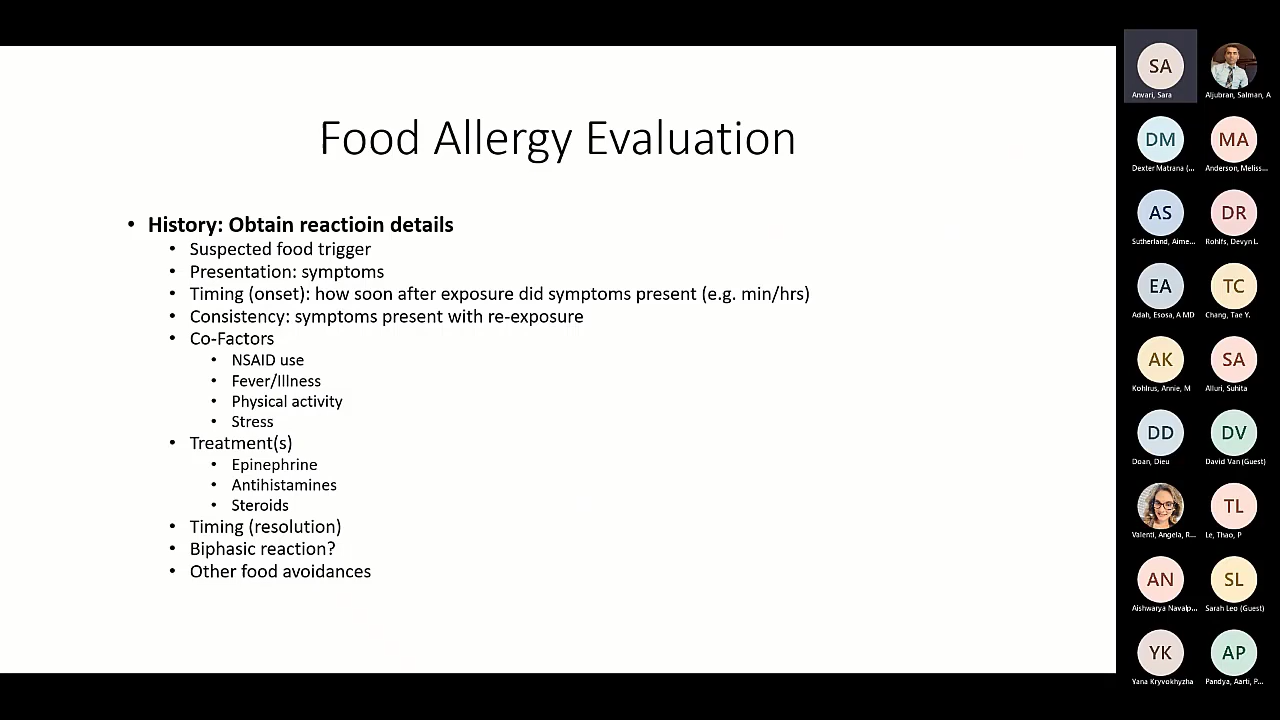 Food Allergy Evaluation
• History: Obtain reactioin details
• Suspected food trigger
• Presentation: symptoms
• Timing (onset): how soon after exposure did symptoms present (e.g. min/hrs)
• Consistency: symptoms present with re-exposure
• Co-Factors
• NSAID use
• Fever/Illness
• Physical activity
• Stress
• Treatment(s)
• Epinephrine
• Antihistamines
• Steroids
• Timing (resolution)
• Biphasic reaction?
• Other food avoidances
SA
Anvari, Sara
Aljubran, Salman, A
DM
Dexter Matrana (...
MA
Anderson, Meliss...
AS
Sutherland, Aime...
DR
Rohlfs, Devyn L.
EA
Adah, Esosa, A MD
TC
Chang, Tae Y.
AK
Kohlrus, Annie, M
SA
Alluri, Suhita
DD
Doan, Dieu
DV
David Van (Guest)
Valenti, Angela, R...
TL
Le, Thao, P
AN
Aishwarya Navalp...
SL
Sarah Leo (Guest)
YK
Yana Kryvokhyzha
AP
Pandya, Aarti, P...